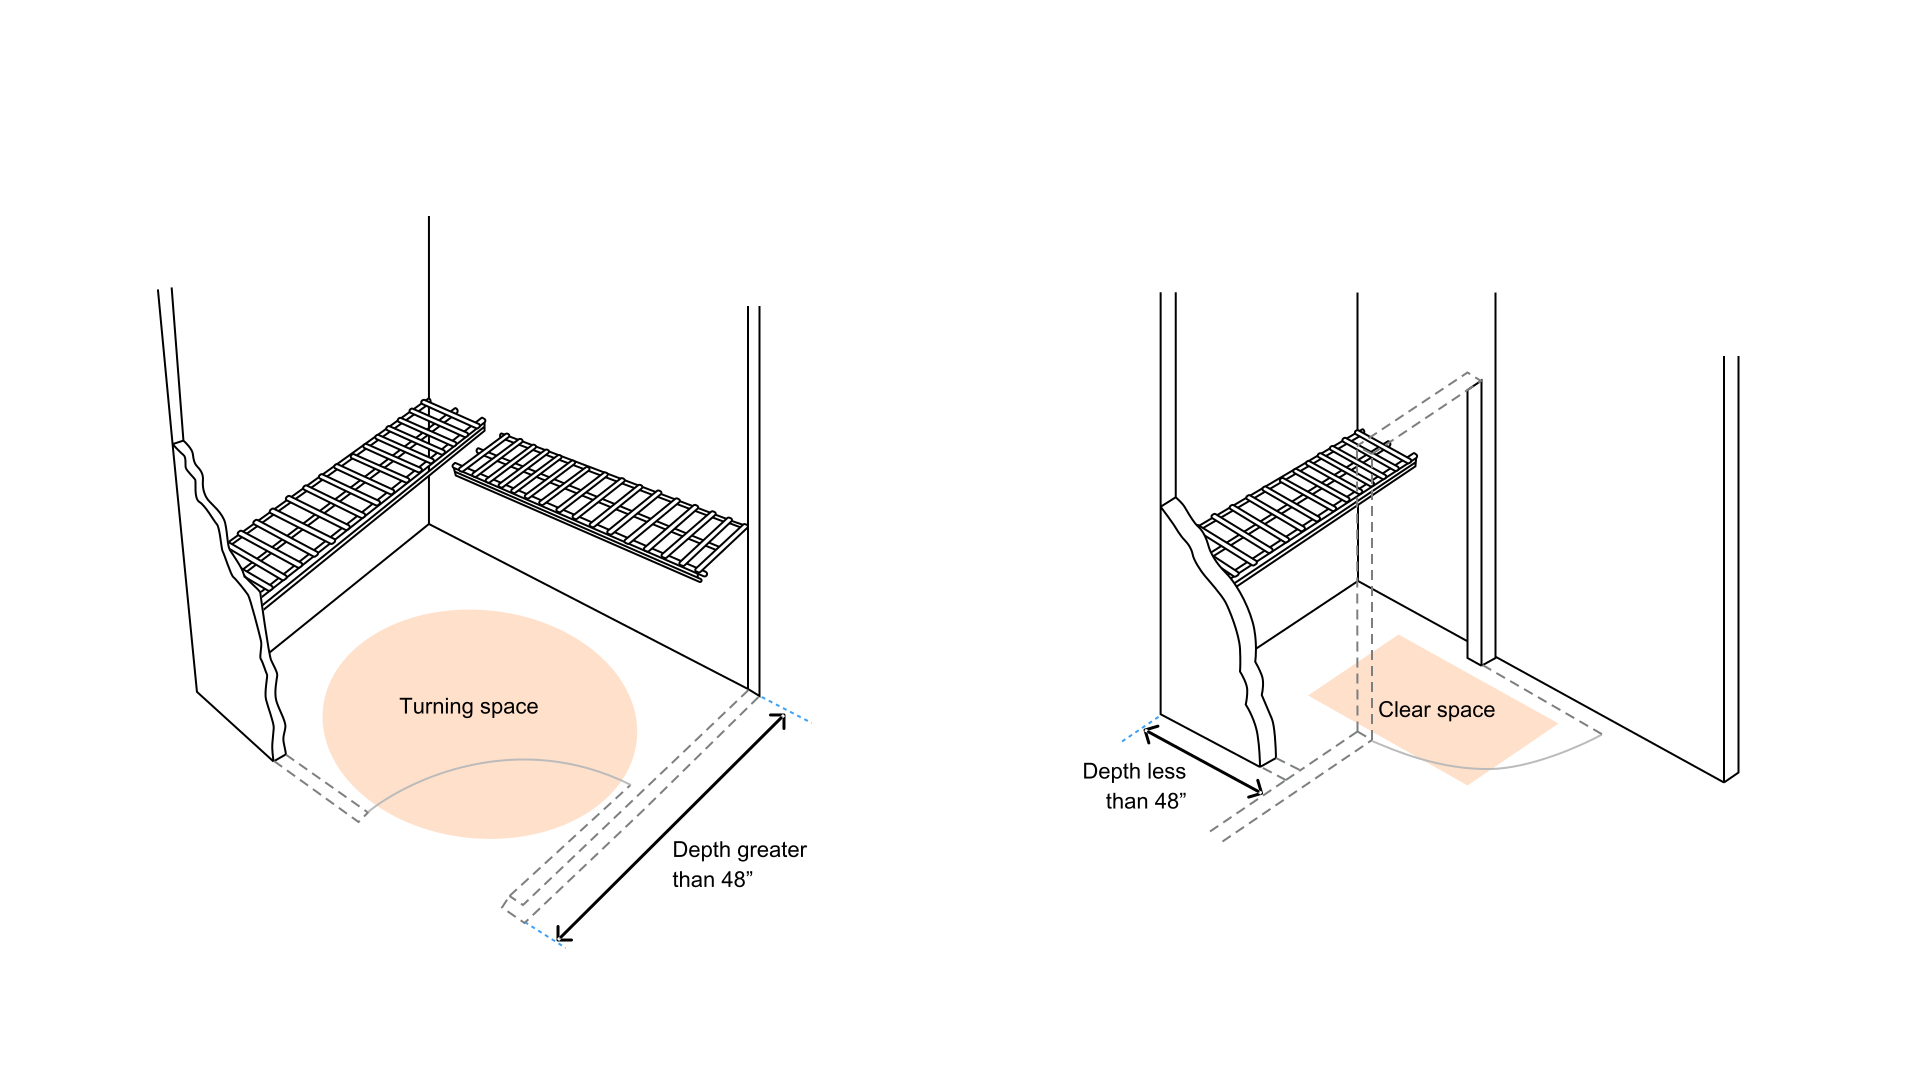 Turning space
Depth greater
than 48”
Clear space
Depth less
than 48”